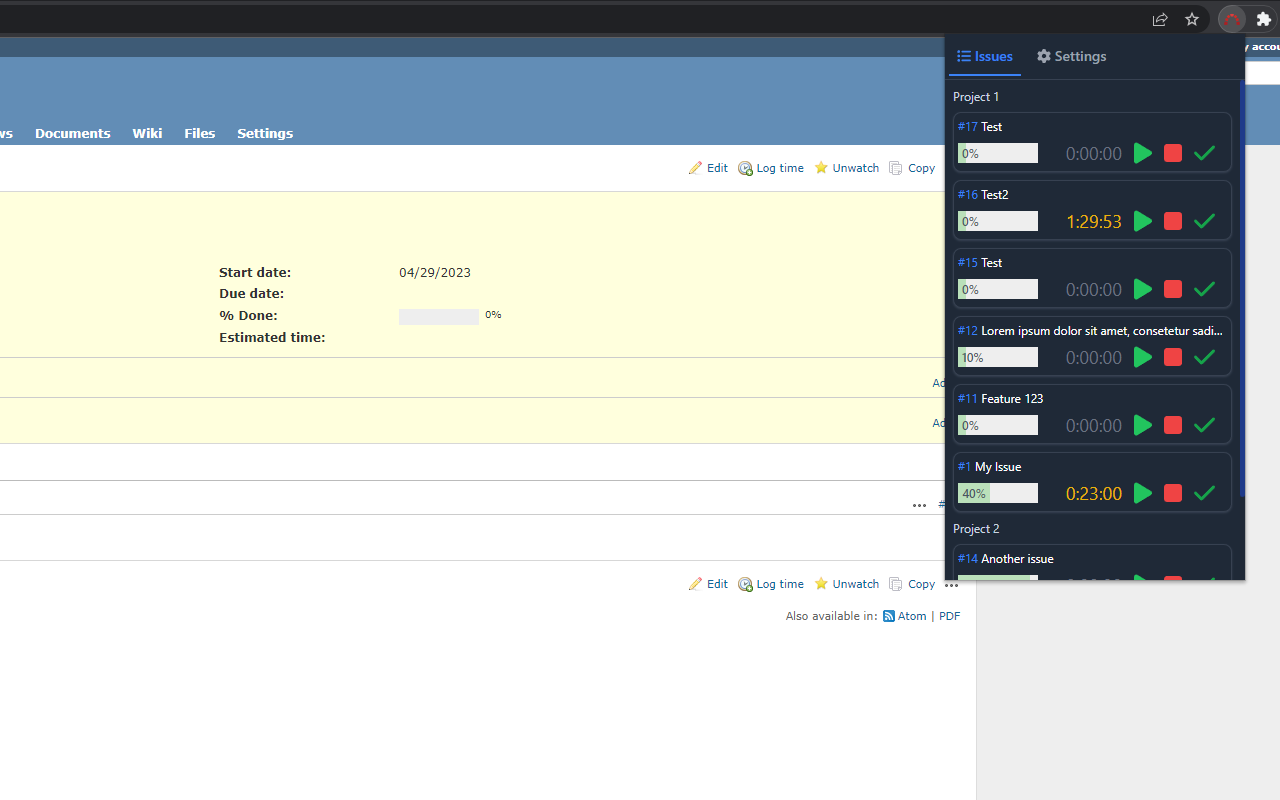 Issues Settings
Documents Wiki Files Settings
Edit Log time Unwatch Copy
Start date: 04/29/2023
Due date:
% Done: 0%
Estimated time:
Edit Log time Unwatch Copy
Also available in: Atom | PDF
Project 1
#17 Test
0% 0:00:00
#16 Test2
0% 1:29:53
#15 Test
0% 0:00:00
#12 Lorem ipsum dolor sit amet, consetetur sadi...
10% 0:00:00
#11 Feature 123
0% 0:00:00
#1 My Issue
40% 0:23:00
Project 2
#14 Another issue